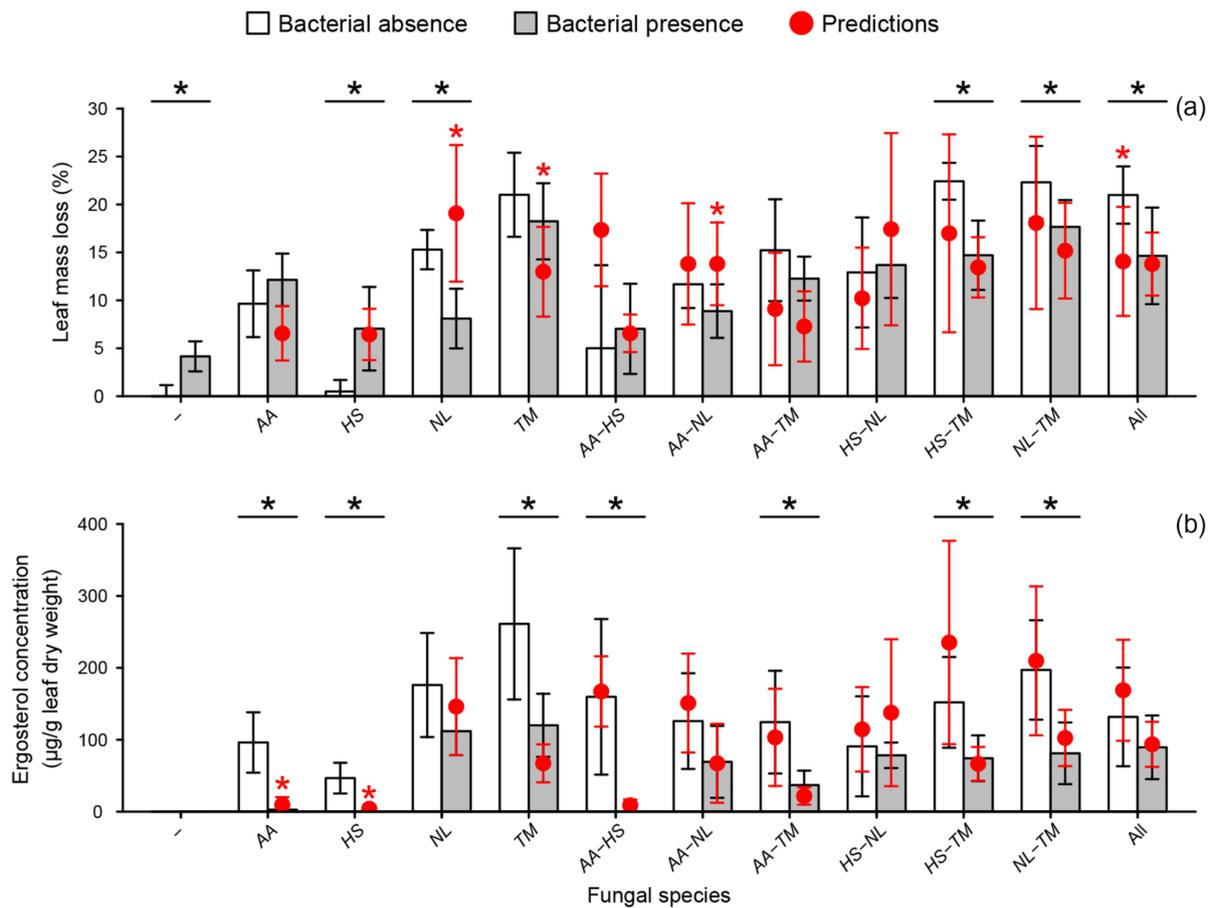 Bacterial absence Bacterial presence Predictions
* * * * * *
(a)
30
25
20
15
10
5
0
Leaf mass loss (%)
* * * *
– AA HS NL TM AA–HS AA–NL AA–TM HS–NL HS–TM NL–TM All
* * * * * * *
(b)
400
300
200
100
0
Ergosterol concentration
(µg/g leaf dry weight)
* *
– AA HS NL TM AA–HS AA–NL AA–TM HS–NL HS–TM NL–TM All
Fungal species